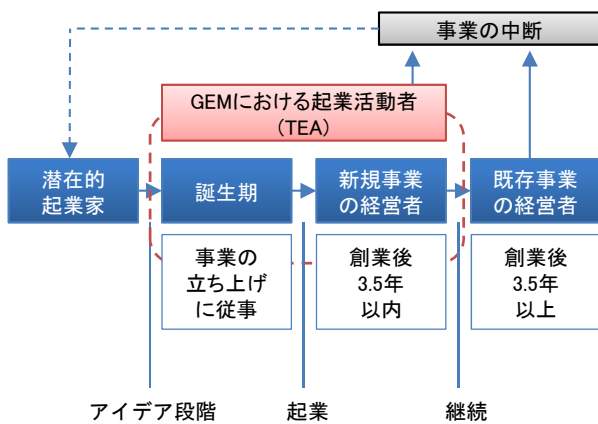 事業の中断
GEMにおける起業活動者
(TEA)
潜在的
起業家
誕生期
新規事業
の経営者
既存事業
の経営者
事業の
立ち上げ
に従事
創業後
3.5年
以内
創業後
3.5年
以上
アイデア段階
起業
継続